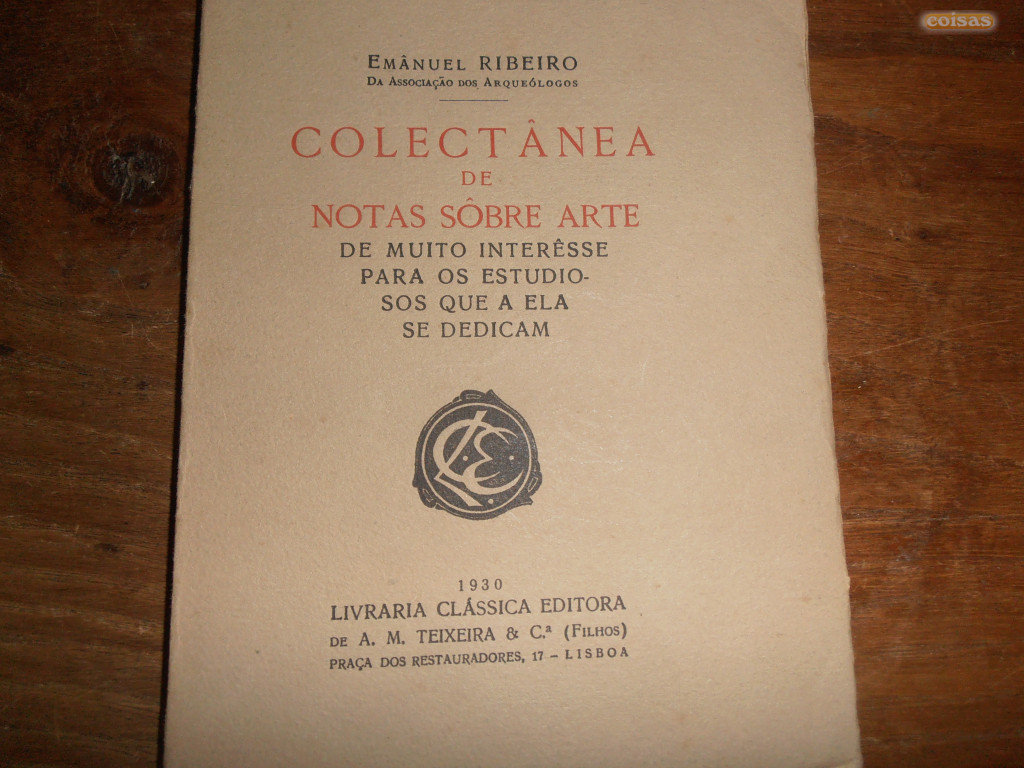 coisas
Emânuel RIBEIRO
Da Associação dos Arqueólogos
COLECTÂNEA
DE
NOTAS SÔBRE ARTE
DE MUITO INTERÊSSE
PARA OS ESTUDIO-
SOS QUE A ELA
SE DEDICAM
LCE
1930
LIVRARIA CLÁSSICA EDITORA
DE A. M. TEIXEIRA & C.ª (Filhos)
PRAÇA DOS RESTAURADORES, 17 – LISBOA